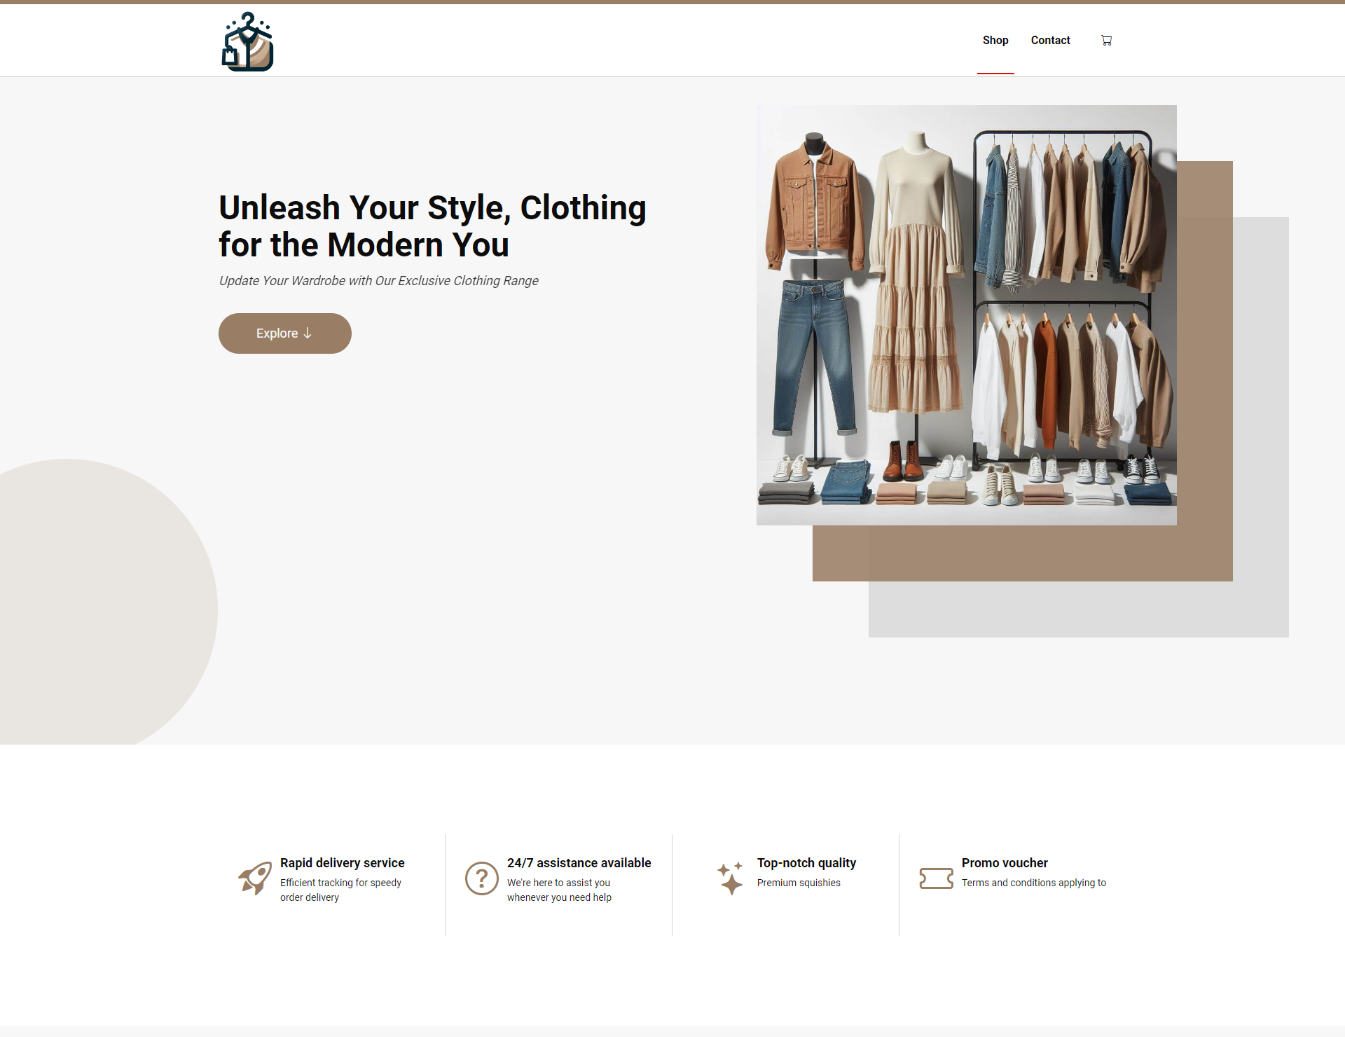 Shop
Contact
Unleash Your Style, Clothing
for the Modern You
Update Your Wardrobe with Our Exclusive Clothing Range
Explore ↓
Rapid delivery service
Efficient tracking for speedy
order delivery
24/7 assistance available
We're here to assist you
whenever you need help
Top-notch quality
Premium squishies
Promo voucher
Terms and conditions applying to